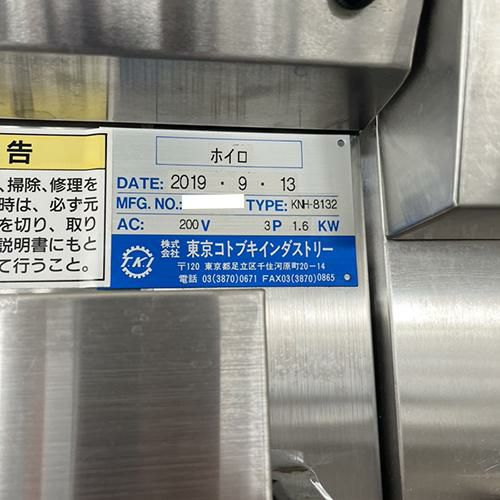 告
、掃除、修理を
時は、必ず元
を切り、取り
説明書にもと
て行うこと。
ホイロ
DATE: 2019 ・ 9 ・ 13
MFG. NO.: TYPE: KNH-8132
AC: 200 V 3 P 1.6 KW
T.K.I 株式会社 東京コトブキインダストリー
〒120 東京都足立区千住河原町20-14
電話 03(3870)0671 FAX03(3870)0865